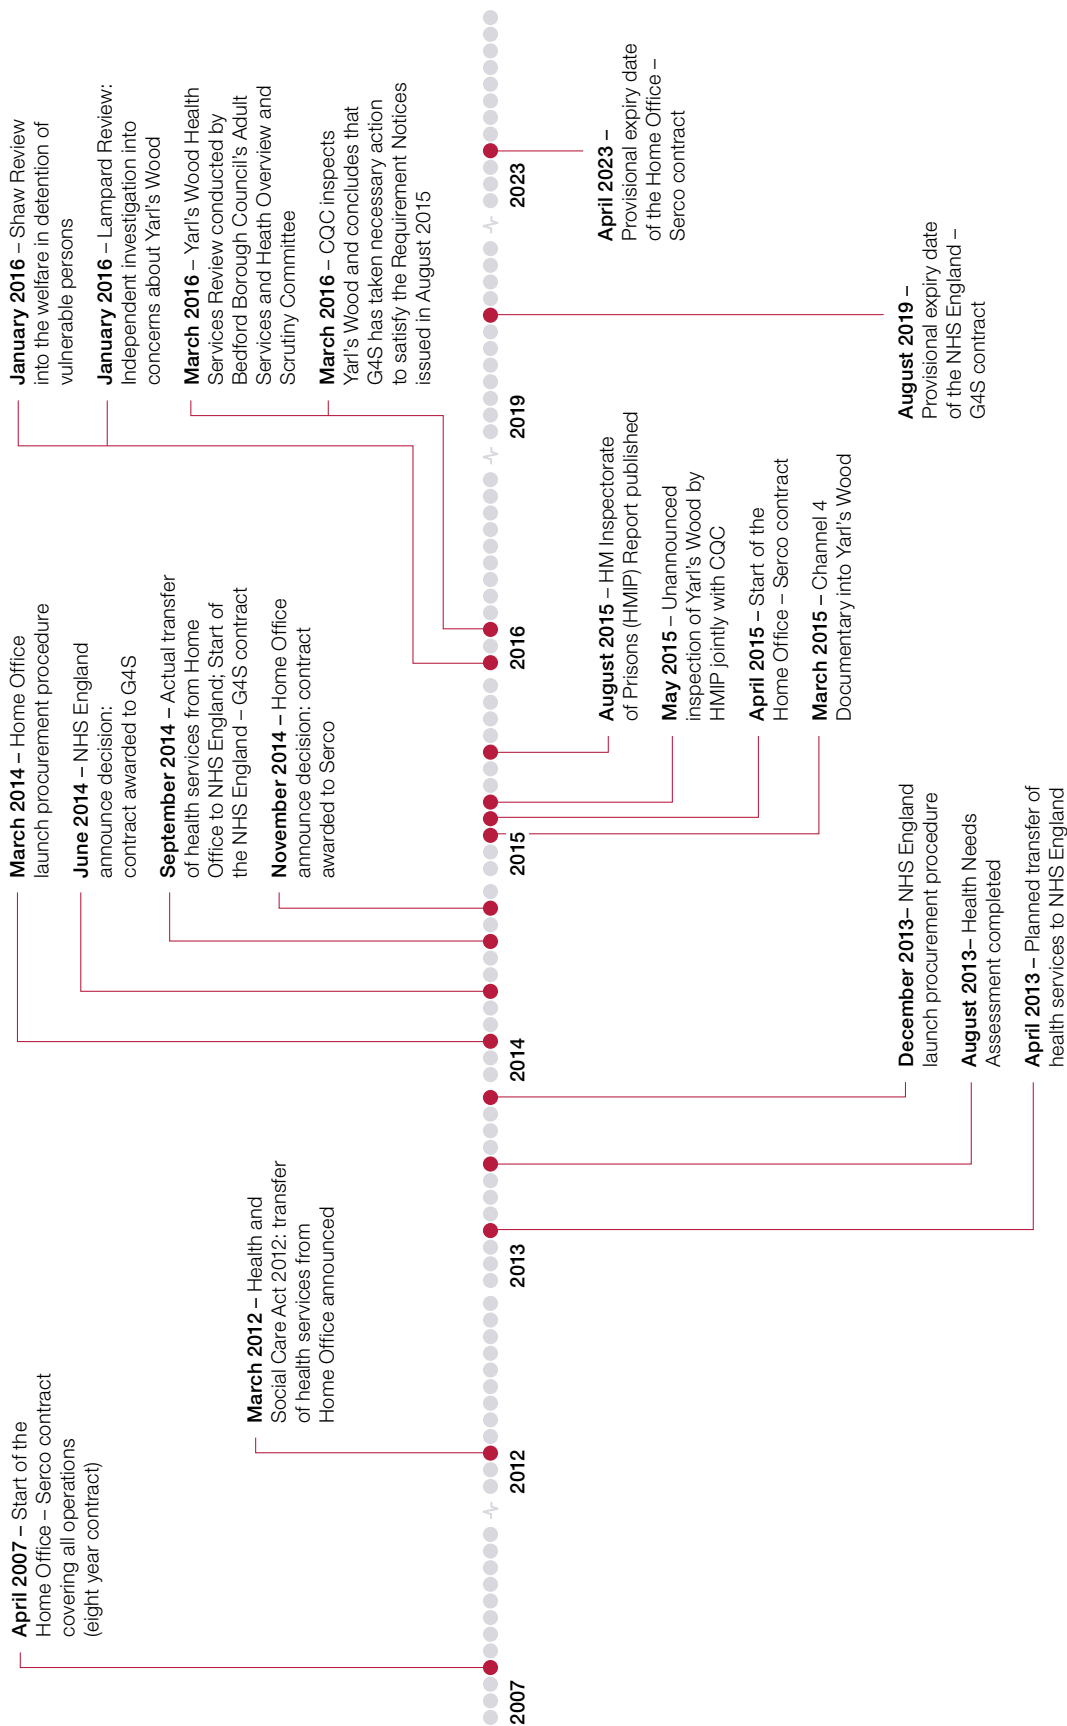 April 2007 – Start of the
Home Office – Serco contract
covering all operations
(eight year contract)
March 2012 – Health and
Social Care Act 2012: transfer
of health services from
Home Office announced
March 2014 – Home Office
launch procurement procedure
June 2014 – NHS England
announce decision:
contract awarded to G4S
September 2014 – Actual transfer
of health services from Home
Office to NHS England; Start of
the NHS England – G4S contract
November 2014 – Home Office
announce decision: contract
awarded to Serco
January 2016 – Shaw Review
into the welfare in detention of
vulnerable persons
January 2016 – Lampard Review:
Independent investigation into
concerns about Yarl's Wood
March 2016 – Yarl's Wood Health
Services Review conducted by
Bedford Borough Council's Adult
Services and Heath Overview and
Scrutiny Committee
March 2016 – CQC inspects
Yarl's Wood and concludes that
G4S has taken necessary action
to satisfy the Requirement Notices
issued in August 2015
2007
2012
2013
2014
2015
2016
2019
2023
December 2013– NHS England
launch procurement procedure
August 2013– Health Needs
Assessment completed
April 2013 – Planned transfer of
health services to NHS England
August 2015 – HM Inspectorate
of Prisons (HMIP) Report published
May 2015 – Unannounced
inspection of Yarl's Wood by
HMIP jointly with CQC
April 2015 – Start of the
Home Office – Serco contract
March 2015 – Channel 4
Documentary into Yarl's Wood
August 2019 –
Provisional expiry date
of the NHS England –
G4S contract
April 2023 –
Provisional expiry date
of the Home Office –
Serco contract